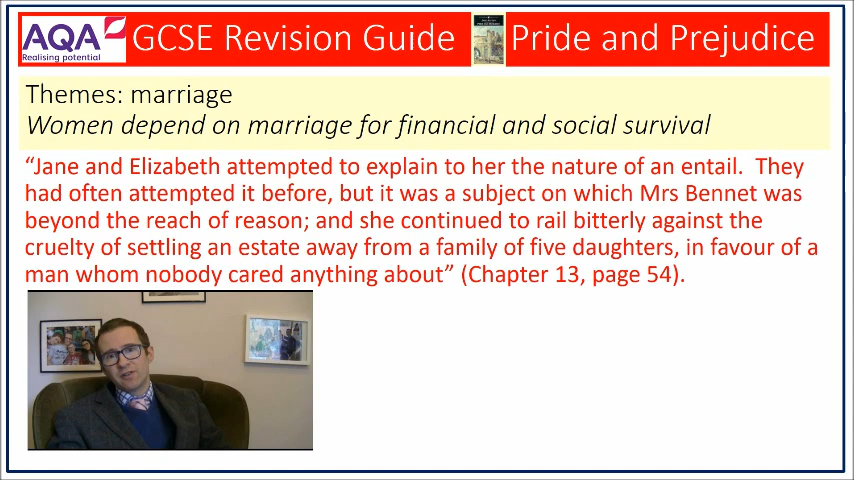 AQA
Realising potential
GCSE Revision Guide
Pride and Prejudice
Themes: marriage
Women depend on marriage for financial and social survival
“Jane and Elizabeth attempted to explain to her the nature of an entail.  They
had often attempted it before, but it was a subject on which Mrs Bennet was
beyond the reach of reason; and she continued to rail bitterly against the
cruelty of settling an estate away from a family of five daughters, in favour of a
man whom nobody cared anything about” (Chapter 13, page 54).